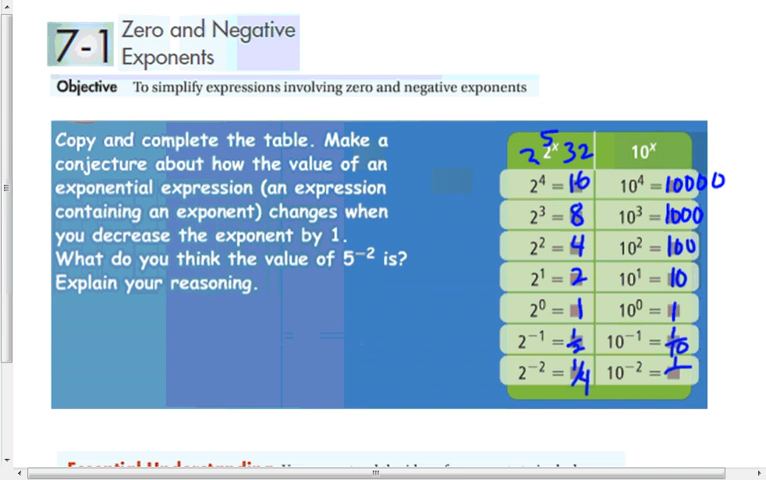 7-1
Zero and Negative
Exponents
Objective To simplify expressions involving zero and negative exponents
Copy and complete the table. Make a
conjecture about how the value of an
exponential expression (an expression
containing an exponent) changes when
you decrease the exponent by 1.
What do you think the value of 5⁻² is?
Explain your reasoning.
2ˣ 10ˣ
2⁵ 32
2⁴ = 16 10⁴ = 10000
2³ = 8 10³ = 1000
2² = 4 10² = 100
2¹ = 2 10¹ = 10
2⁰ = 1 10⁰ = 1
2⁻¹ = 1/2 10⁻¹ = 1/10
2⁻² = 1/4 10⁻² = 1